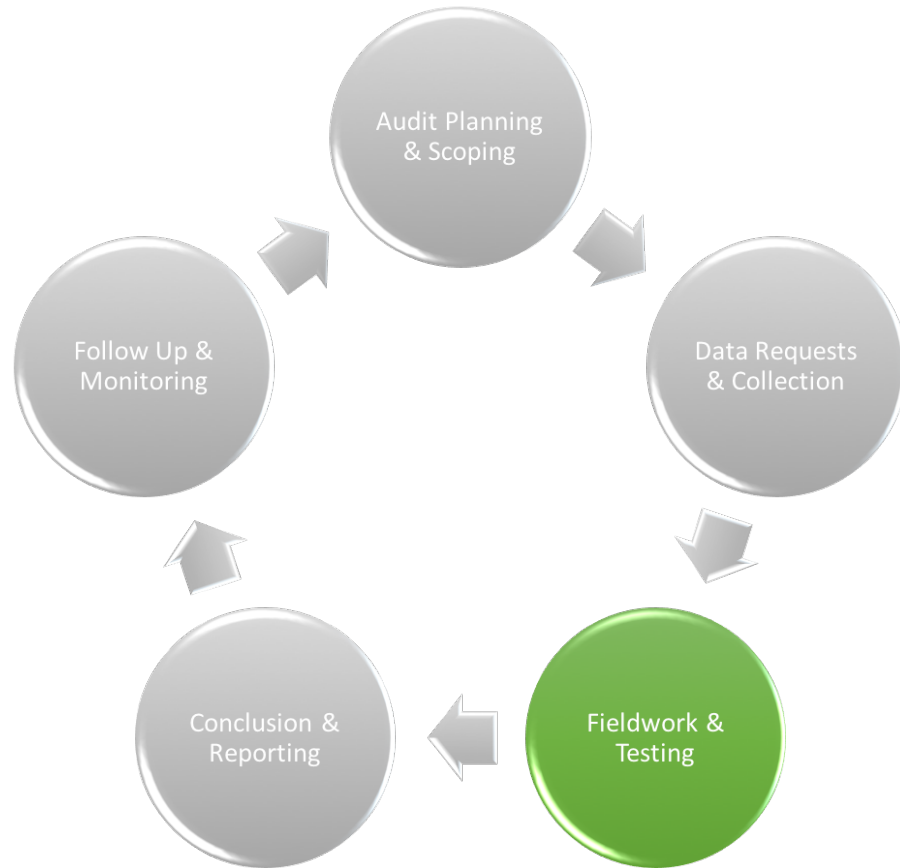 Audit Planning
& Scoping
Data Requests
& Collection
Fieldwork &
Testing
Conclusion &
Reporting
Follow Up &
Monitoring